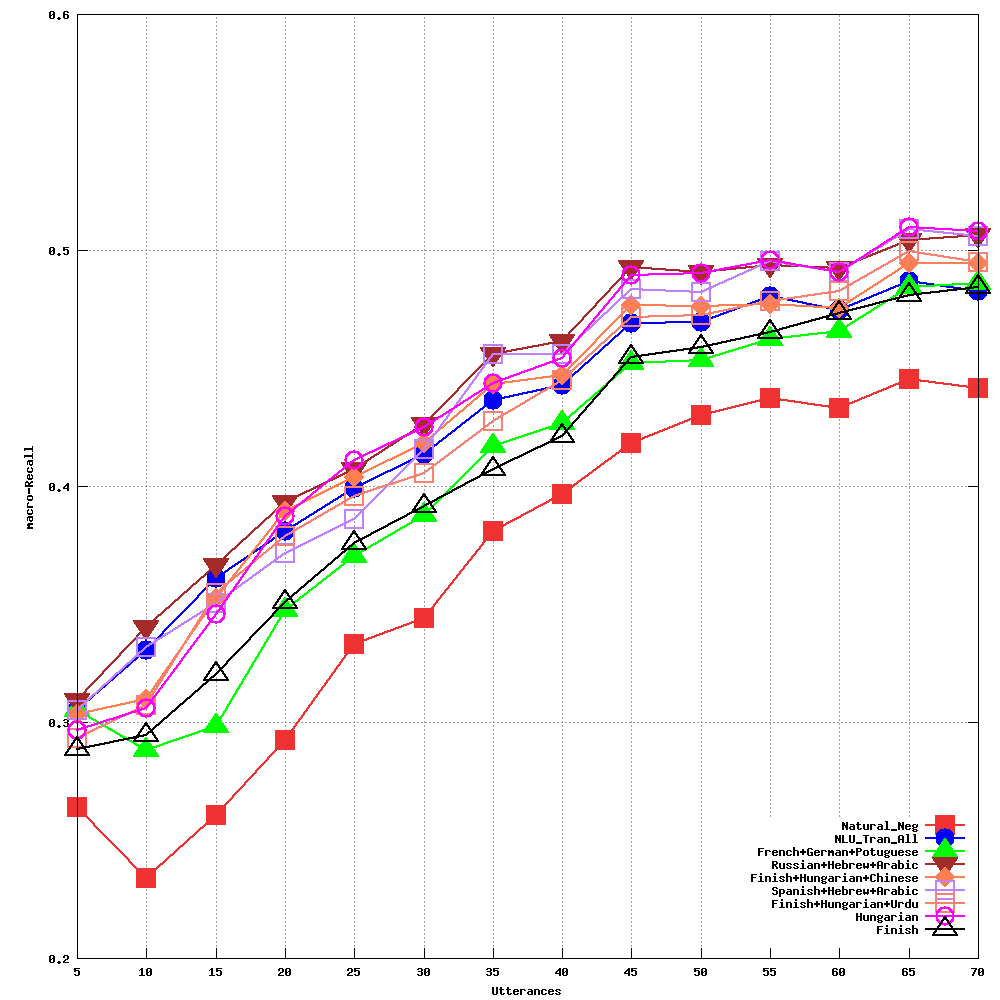 0.6
0.5
0.4
0.3
0.2
macro-Recall
5 10 15 20 25 30 35 40 45 50 55 60 65 70
Utterances
Natural_Neg
NLU_Tran_All
French+German+Potuguese
Russian+Hebrew+Arabic
Finish+Hungarian+Chinese
Spanish+Hebrew+Arabic
Finish+Hungarian+Urdu
Hungarian
Finish